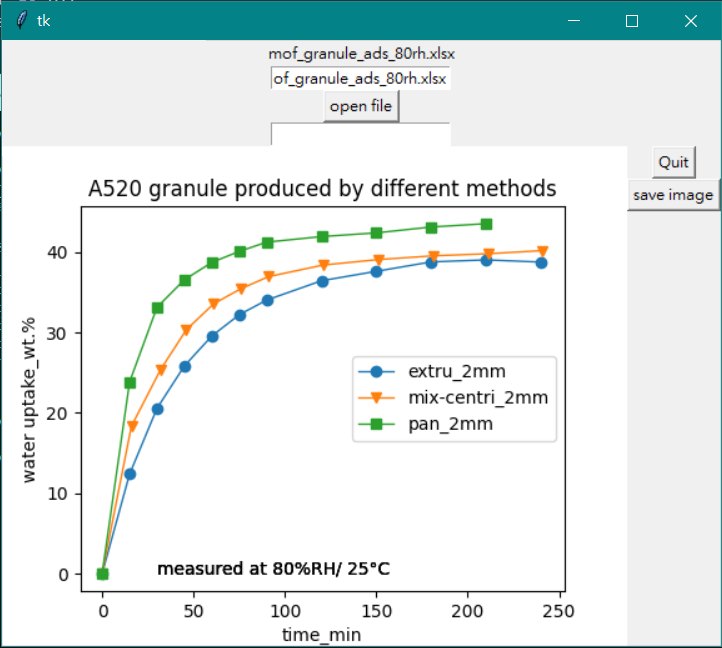 tk
mof_granule_ads_80rh.xlsx
of_granule_ads_80rh.xlsx
open file
Quit
save image
A520 granule produced by different methods
water uptake_wt.%
40
30
20
10
0
extru_2mm
mix-centri_2mm
pan_2mm
measured at 80%RH/ 25°C
0 50 100 150 200 250
time_min